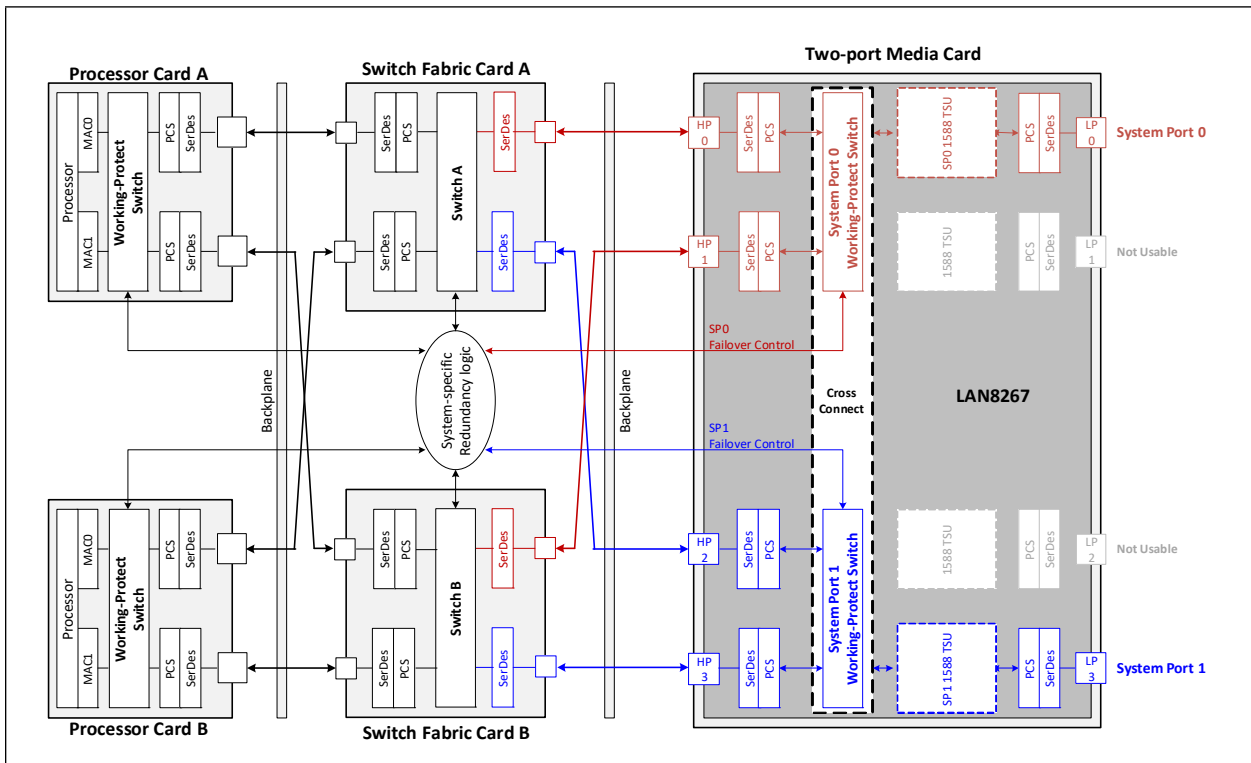 Processor Card A
Processor
MAC0
MAC1
Working-Protect
Switch
PCS
SerDes
PCS
SerDes
Backplane
Switch Fabric Card A
SerDes
PCS
SerDes
PCS
Switch A
SerDes
SerDes
System-specific
Redundancy logic
Backplane
Processor Card B
Processor
MAC0
MAC1
Working-Protect
Switch
PCS
SerDes
PCS
SerDes
Switch Fabric Card B
SerDes
PCS
SerDes
PCS
Switch B
SerDes
SerDes
Two-port Media Card
HP
0
SerDes
PCS
System Port 0
Working-Protect Switch
SP0 1588 TSU
PCS
SerDes
LP
0
System Port 0
HP
1
SerDes
PCS
1588 TSU
PCS
SerDes
LP
1
Not Usable
SP0
Failover Control
Cross
Connect
LAN8267
SP1
Failover Control
HP
2
SerDes
PCS
System Port 1
Working-Protect Switch
1588 TSU
PCS
SerDes
LP
2
Not Usable
HP
3
SerDes
PCS
SP1 1588 TSU
PCS
SerDes
LP
3
System Port 1